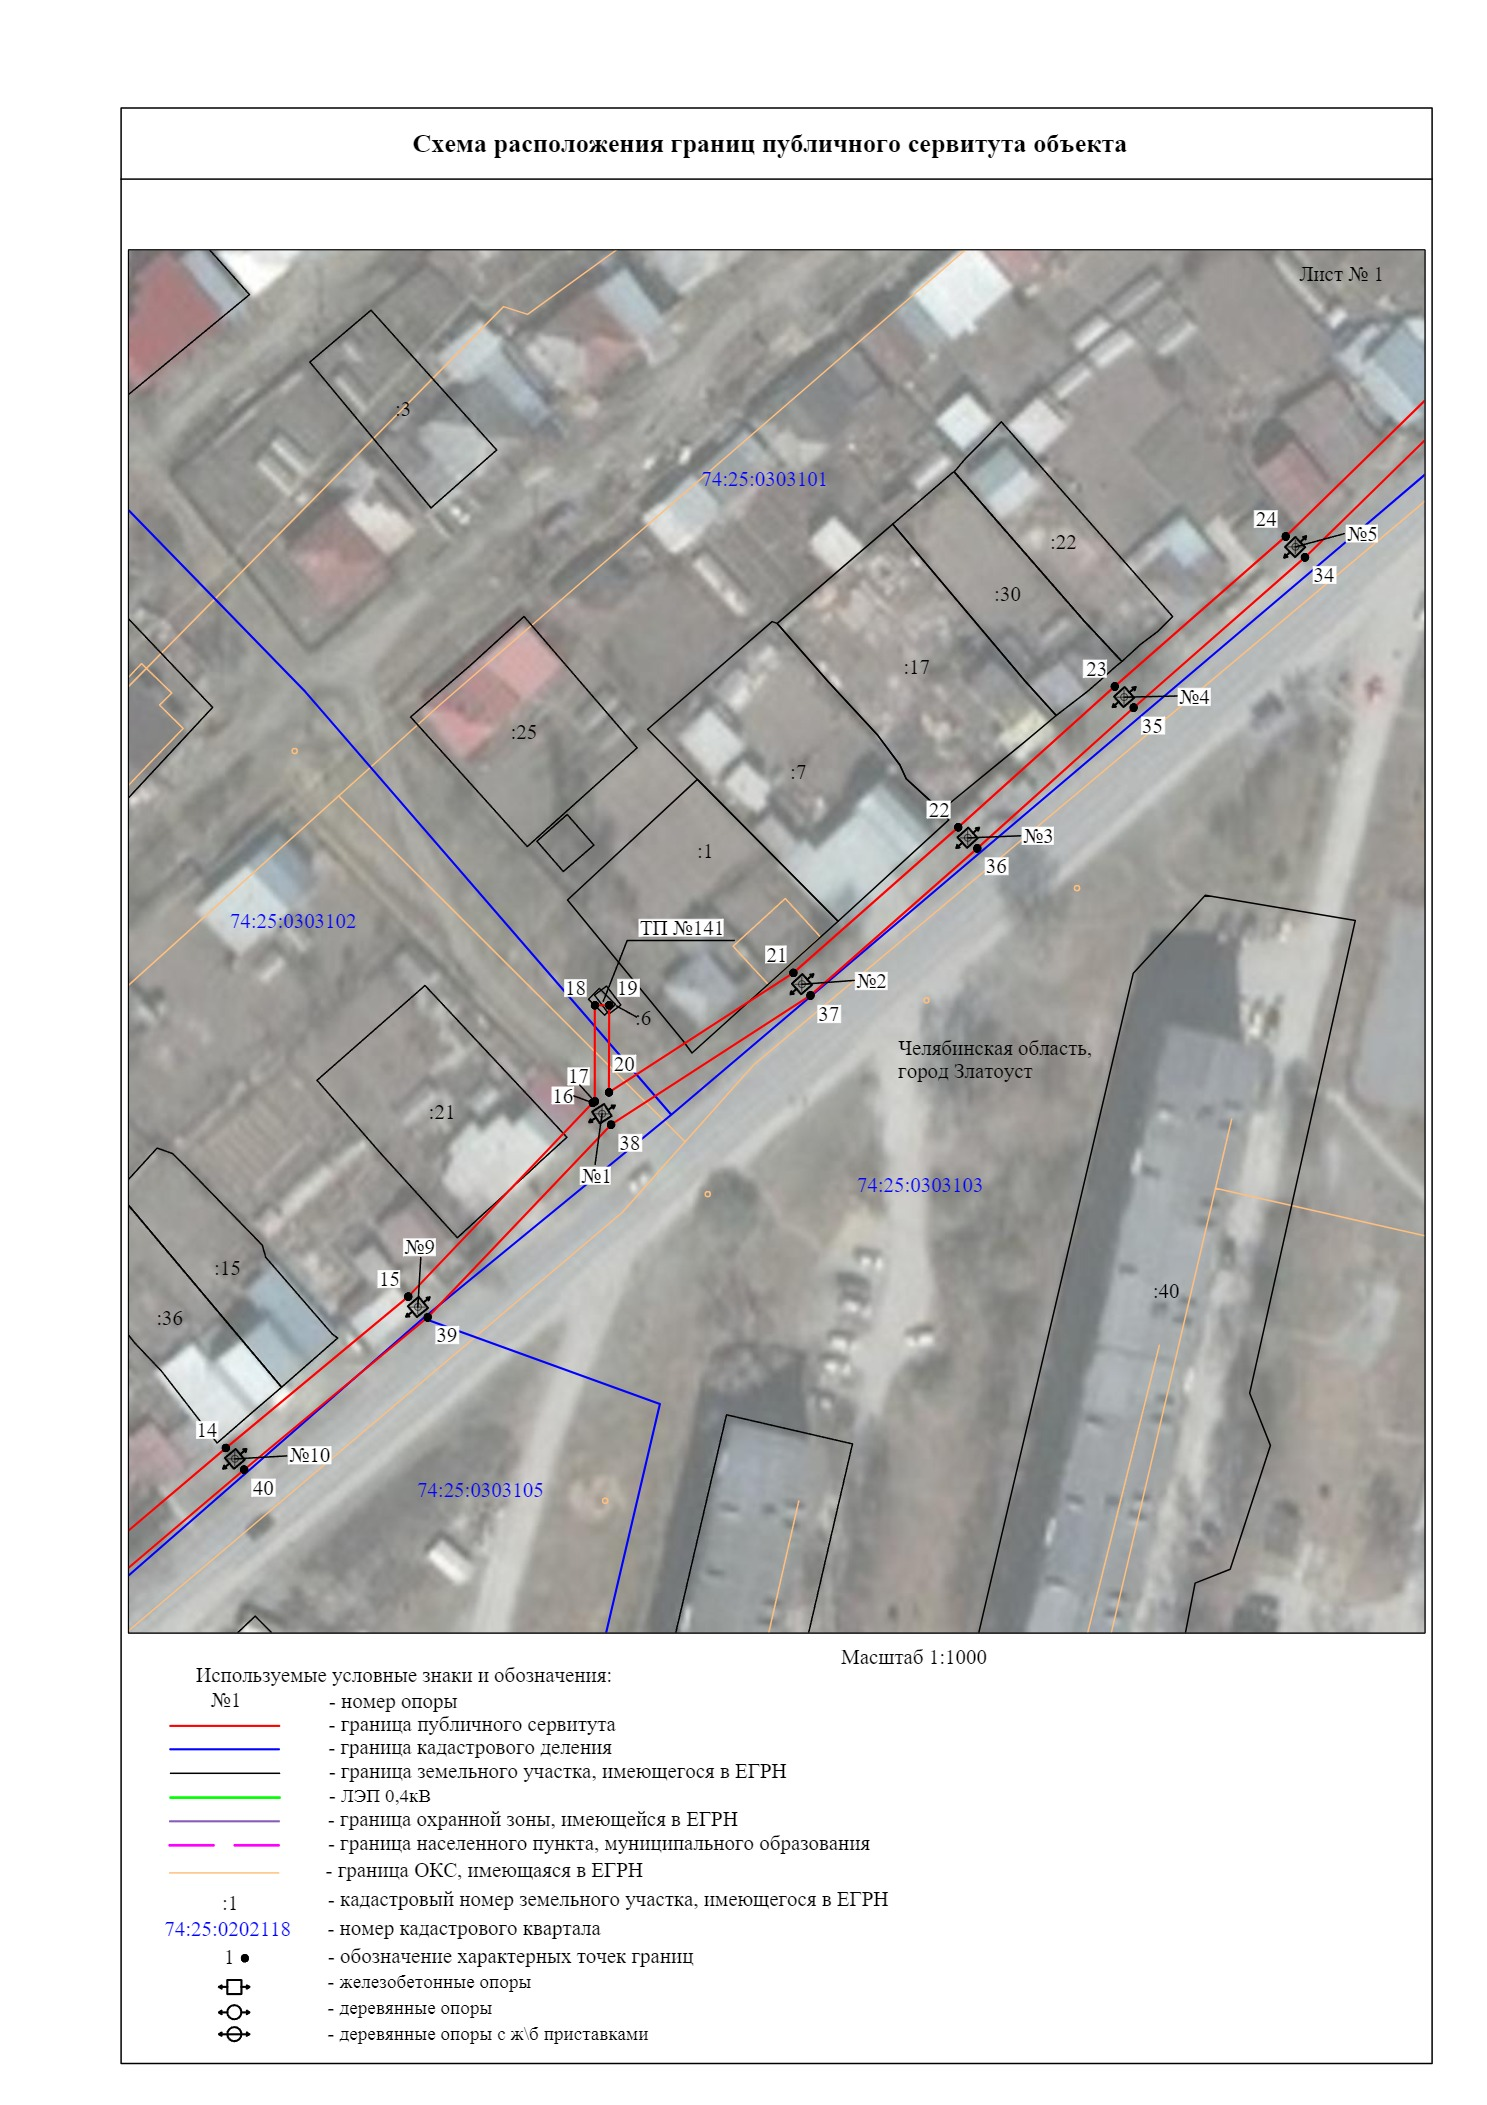 Схема расположения границ публичного сервитута объекта
Лист № 1
:3
74:25:0303101
24
№5
34
:22
:30
:17
23
№4
35
:25
:7
22
№3
36
:1
74:25:0303102
ТП №141
21
№2
37
18
19
:6
Челябинская область,
город Златоуст
20
17
16
:21
38
№1
74:25:0303103
№9
15
:15
:36
39
:40
14
№10
40
74:25:0303105
Масштаб 1:1000
Используемые условные знаки и обозначения:
№1 - номер опоры
- граница публичного сервитута
- граница кадастрового деления
- граница земельного участка, имеющегося в ЕГРН
- ЛЭП 0,4кВ
- граница охранной зоны, имеющейся в ЕГРН
- граница населенного пункта, муниципального образования
- граница ОКС, имеющаяся в ЕГРН
:1 - кадастровый номер земельного участка, имеющегося в ЕГРН
74:25:0202118 - номер кадастрового квартала
1 - обозначение характерных точек границ
- железобетонные опоры
- деревянные опоры
- деревянные опоры с ж\б приставками